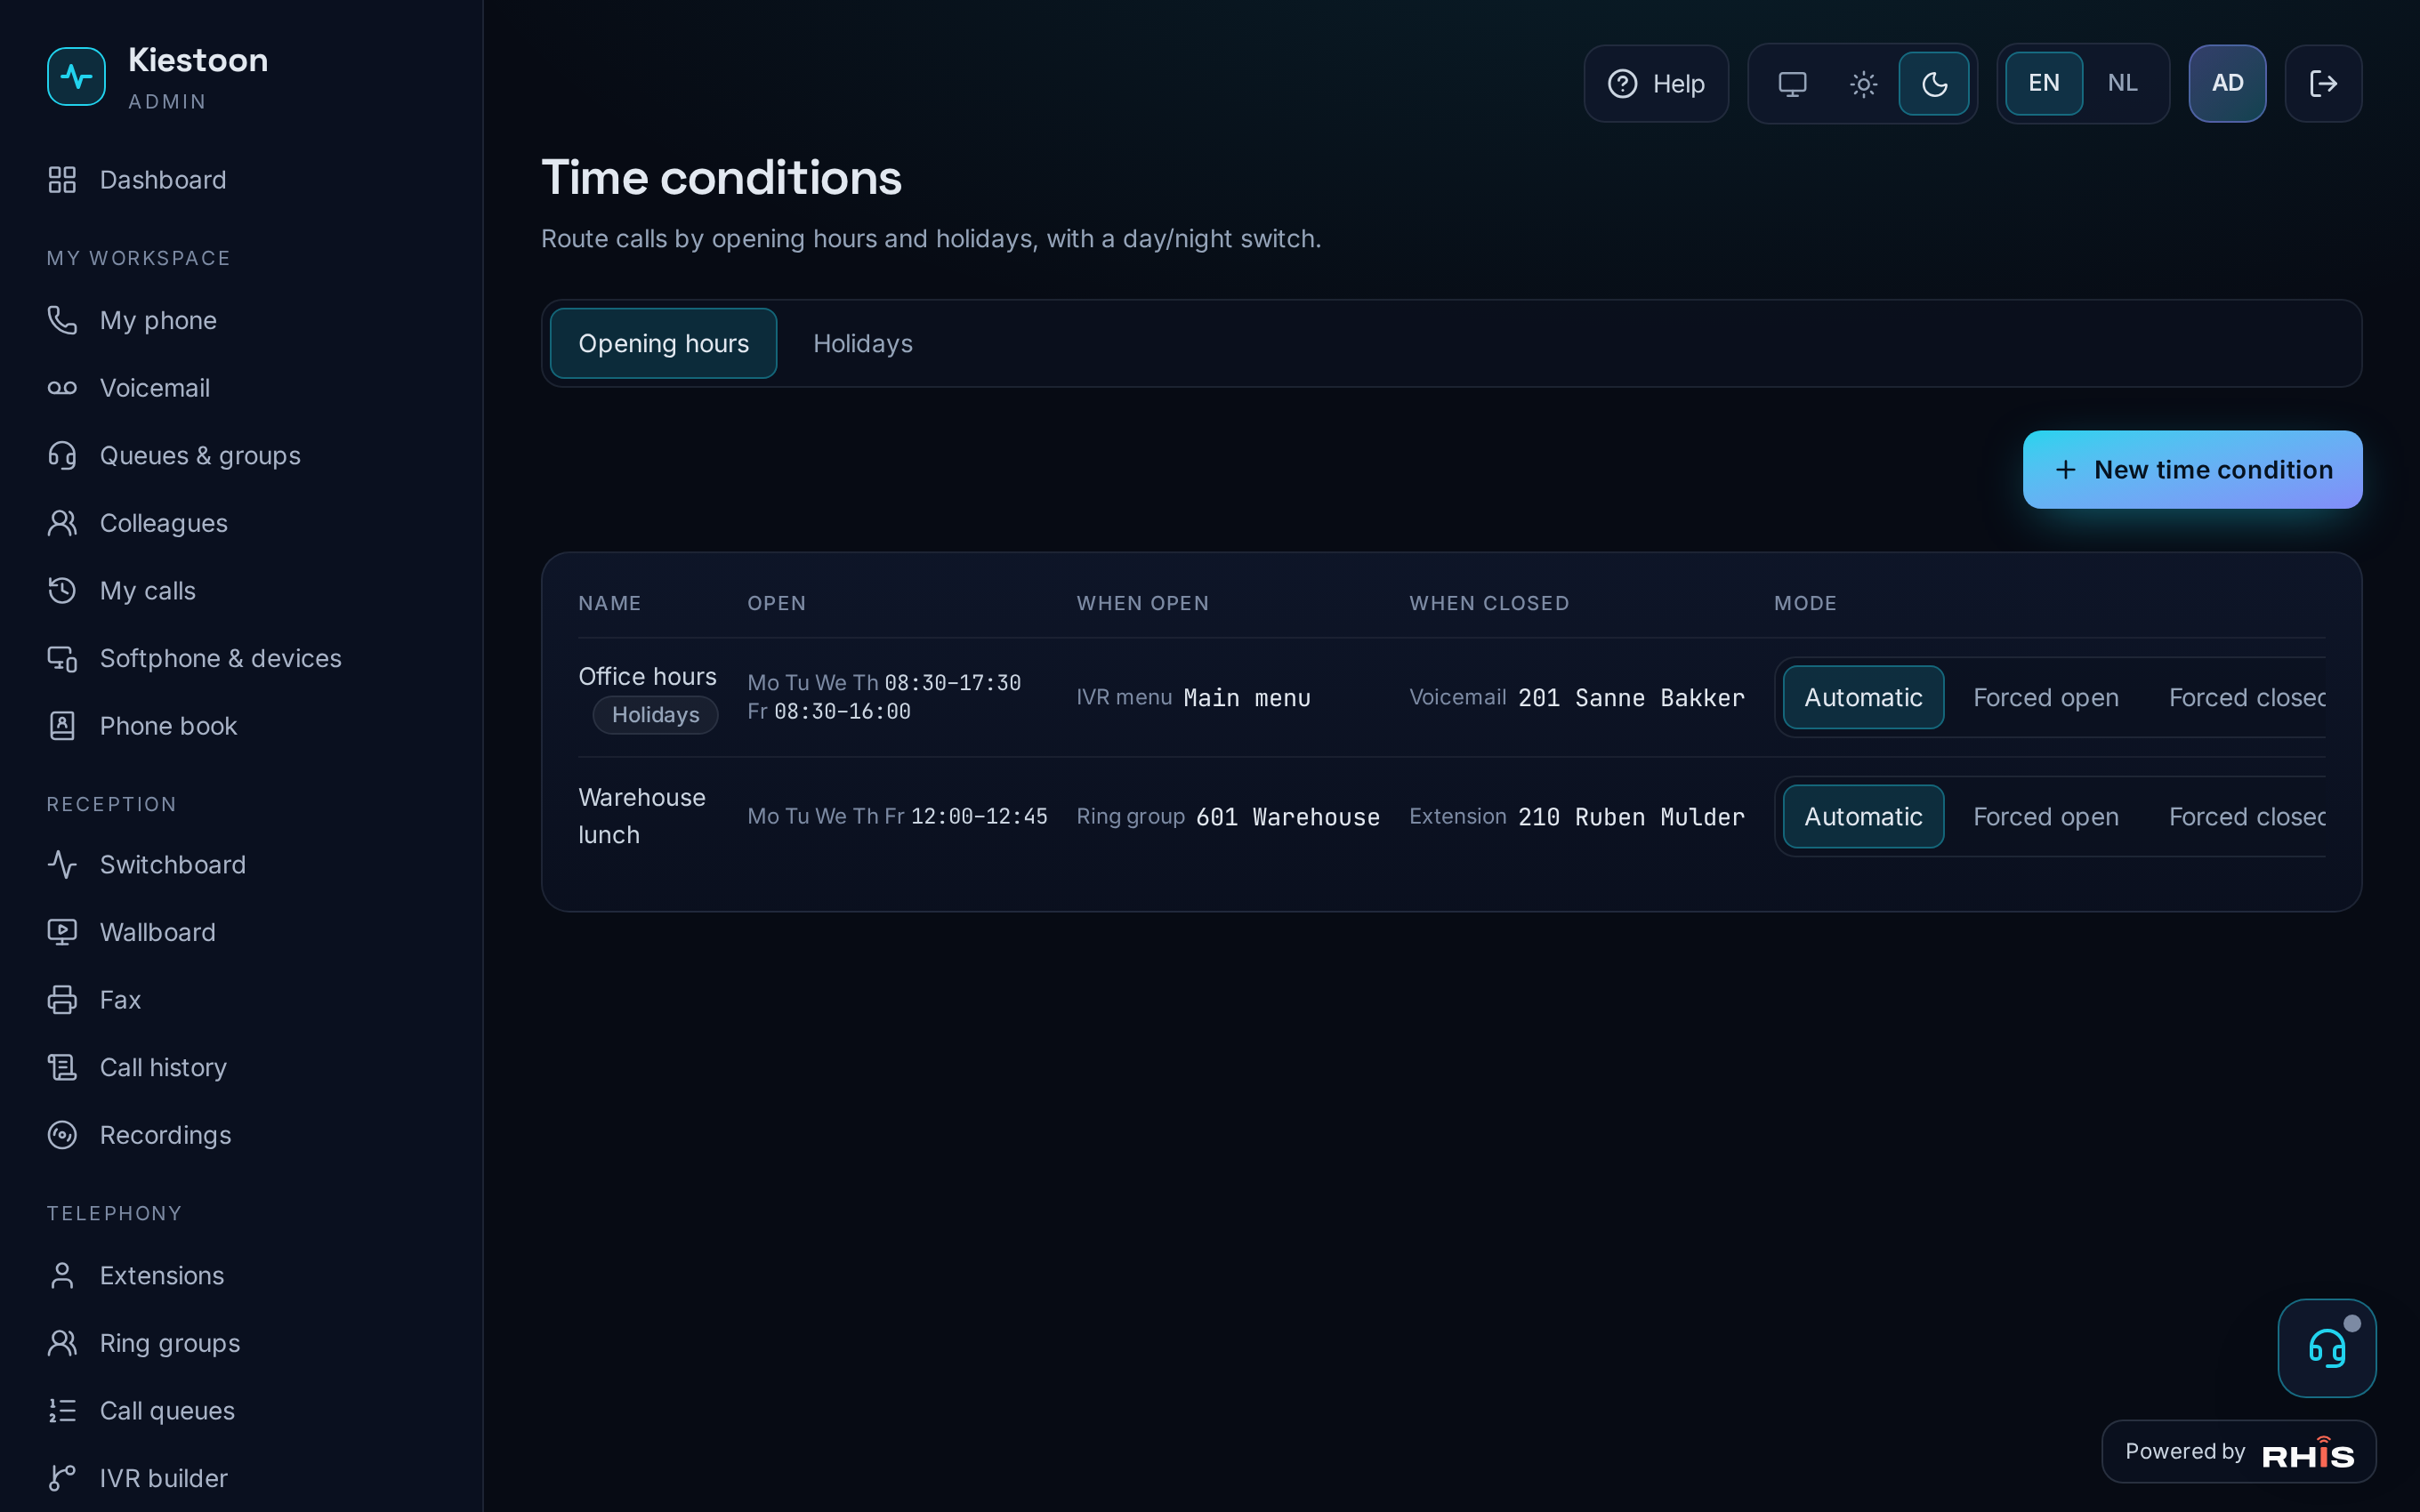 Kiestoon
ADMIN
Dashboard
MY WORKSPACE
My phone
Voicemail
Queues & groups
Colleagues
My calls
Softphone & devices
Phone book
RECEPTION
Switchboard
Wallboard
Fax
Call history
Recordings
TELEPHONY
Extensions
Ring groups
Call queues
IVR builder
Help
EN NL
AD
Time conditions
Route calls by opening hours and holidays, with a day/night switch.
Opening hours Holidays
New time condition
NAME OPEN WHEN OPEN WHEN CLOSED MODE
Office hours
Holidays
Mo Tu We Th 08:30–17:30
Fr 08:30–16:00
IVR menu Main menu
Voicemail 201 Sanne Bakker
Automatic Forced open Forced closed
Warehouse
lunch
Mo Tu We Th Fr 12:00–12:45
Ring group 601 Warehouse
Extension 210 Ruben Mulder
Automatic Forced open Forced closed
Powered by RHiS